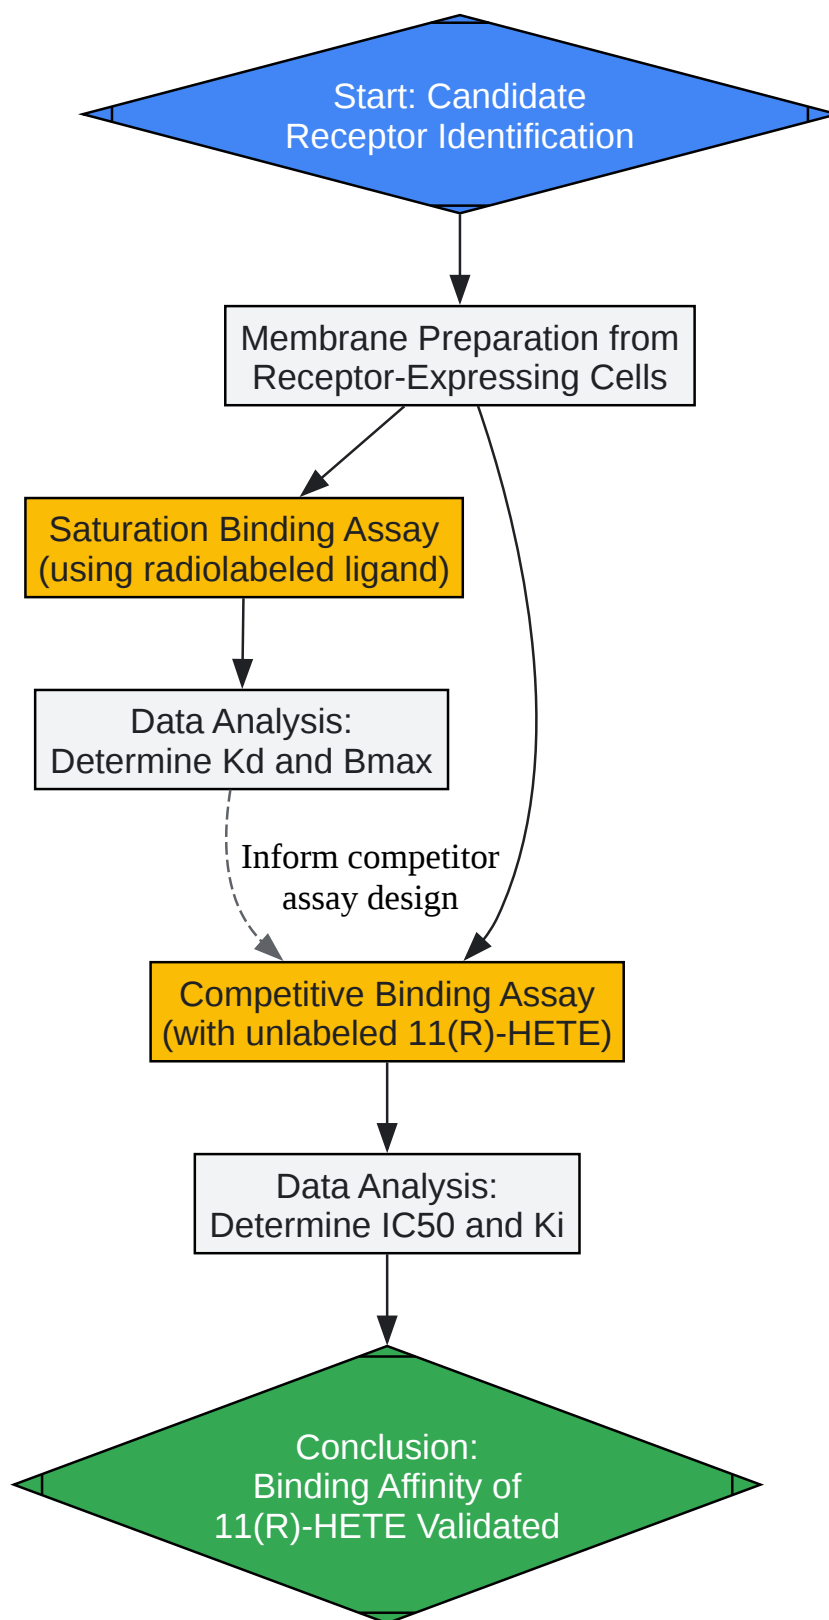 Start: Candidate
Receptor Identification
Membrane Preparation from
Receptor-Expressing Cells
Saturation Binding Assay
(using radiolabeled ligand)
Data Analysis:
Determine Kd and Bmax
Inform competitor
assay design
Competitive Binding Assay
(with unlabeled 11(R)-HETE)
Data Analysis:
Determine IC50 and Ki
Conclusion:
Binding Affinity of
11(R)-HETE Validated